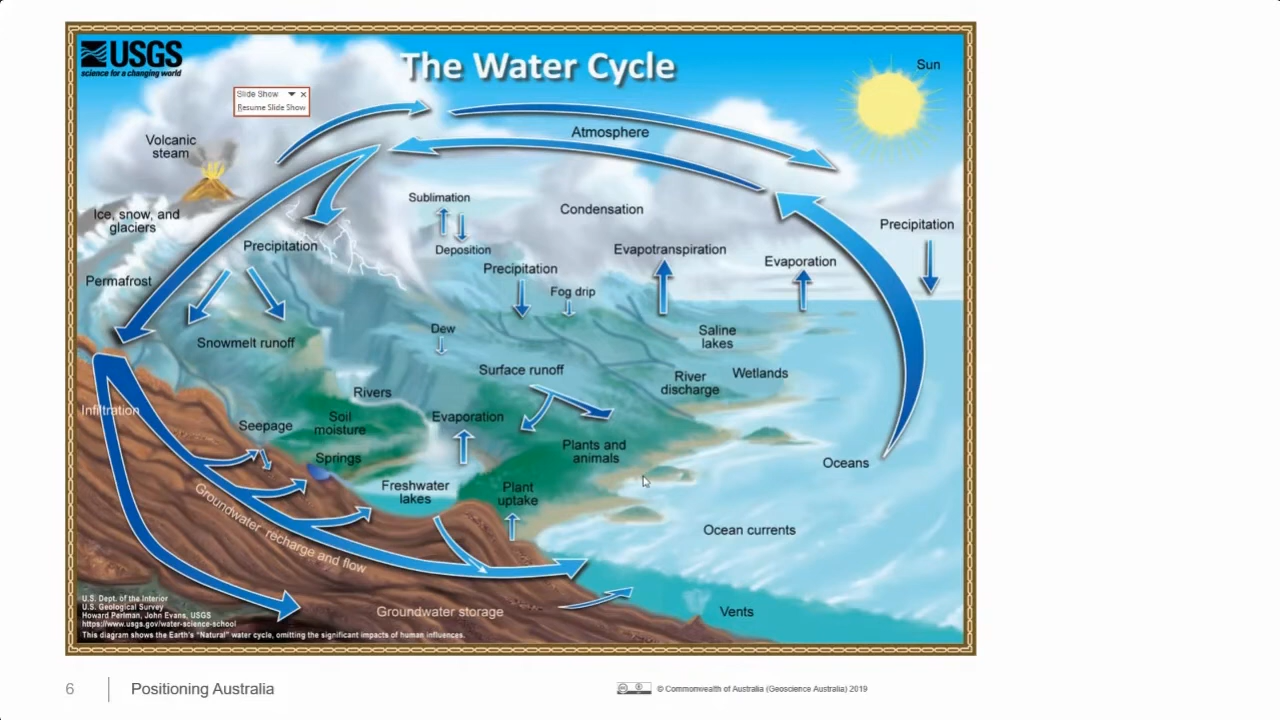 USGS
science for a changing world
The Water Cycle
Sun
Slide Show
Resume Slide Show
Atmosphere
Volcanic
steam
Sublimation
Condensation
Ice, snow, and
glaciers
Precipitation
Precipitation
Deposition
Evapotranspiration
Evaporation
Precipitation
Permafrost
Fog drip
Dew
Saline
lakes
Snowmelt runoff
Surface runoff
River
discharge
Wetlands
Rivers
Infiltration
Seepage
Soil
moisture
Evaporation
Plants and
animals
Springs
Oceans
Freshwater
lakes
Plant
uptake
Groundwater recharge and flow
Ocean currents
Groundwater storage
Vents
U.S. Dept. of the Interior
U.S. Geological Survey
Howard Perlman, John Evans, USGS
https://www.usgs.gov/water-science-school
This diagram shows the Earth's "Natural" water cycle, omitting the significant impacts of human influences.
6
Positioning Australia
© Commonwealth of Australia (Geoscience Australia) 2019